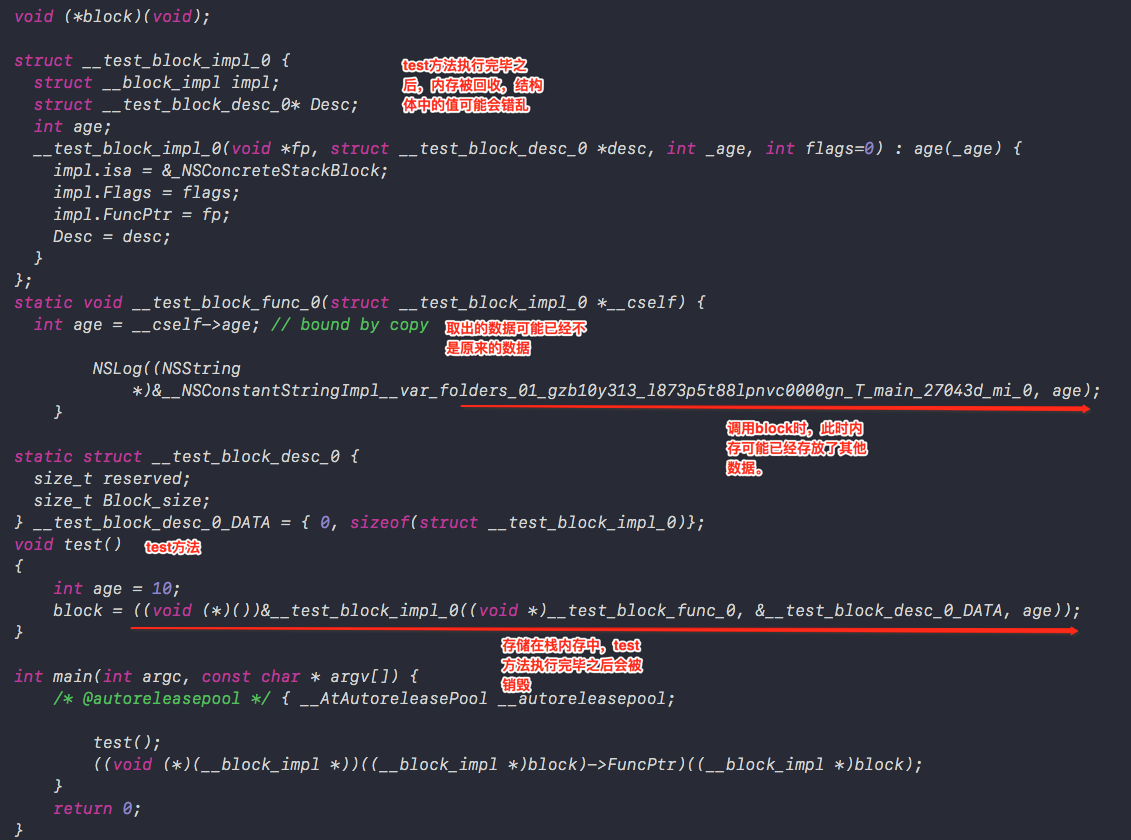 void (*block)(void);
struct __test_block_impl_0 {
test方法执行完毕之
struct __block_impl impl;
后，内存被回收，结构
struct __test_block_desc_0* Desc;
体中的值可能会错乱
int age;
__test_block_impl_0(void *fp, struct __test_block_desc_0 *desc, int _age, int flags=0) : age(_age) {
impl.isa = &_NSConcreteStackBlock;
impl.Flags = flags;
impl.FuncPtr = fp;
Desc = desc;
}
};
static void __test_block_func_0(struct __test_block_impl_0 *__cself) {
int age = __cself->age; // bound by copy
取出的数据可能已经不
是原来的数据
NSLog((NSString
*)&__NSConstantStringImpl__var_folders_01_gzb10y313_l873p5t88lpnvc0000gn_T_main_27043d_mi_0, age);
}
调用block时，此时内
存可能已经存放了其他
数据。
static struct __test_block_desc_0 {
size_t reserved;
size_t Block_size;
} __test_block_desc_0_DATA = { 0, sizeof(struct __test_block_impl_0)};
void test() test方法
{
int age = 10;
block = ((void (*)())&__test_block_impl_0((void *)__test_block_func_0, &__test_block_desc_0_DATA, age));
}
存储在栈内存中，test
方法执行完毕之后会被
销毁
int main(int argc, const char * argv[]) {
/* @autoreleasepool */ { __AtAutoreleasePool __autoreleasepool;
test();
((void (*)(__block_impl *))((__block_impl *)block)->FuncPtr)((__block_impl *)block);
}
return 0;
}